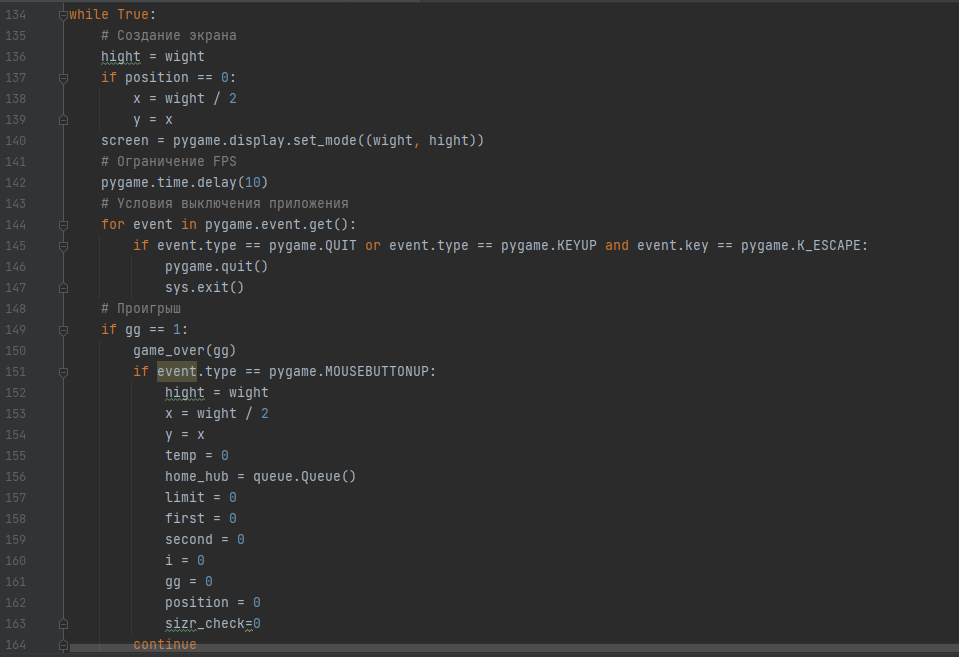 134 while True:
135 # Создание экрана
136 hight = wight
137 if position == 0:
138 x = wight / 2
139 y = x
140 screen = pygame.display.set_mode((wight, hight))
141 # Ограничение FPS
142 pygame.time.delay(10)
143 # Условия выключения приложения
144 for event in pygame.event.get():
145 if event.type == pygame.QUIT or event.type == pygame.KEYUP and event.key == pygame.K_ESCAPE:
146 pygame.quit()
147 sys.exit()
148 # Проигрыш
149 if gg == 1:
150 game_over(gg)
151 if event.type == pygame.MOUSEBUTTONUP:
152 hight = wight
153 x = wight / 2
154 y = x
155 temp = 0
156 home_hub = queue.Queue()
157 limit = 0
158 first = 0
159 second = 0
160 i = 0
161 gg = 0
162 position = 0
163 sizr_check=0
164 continue